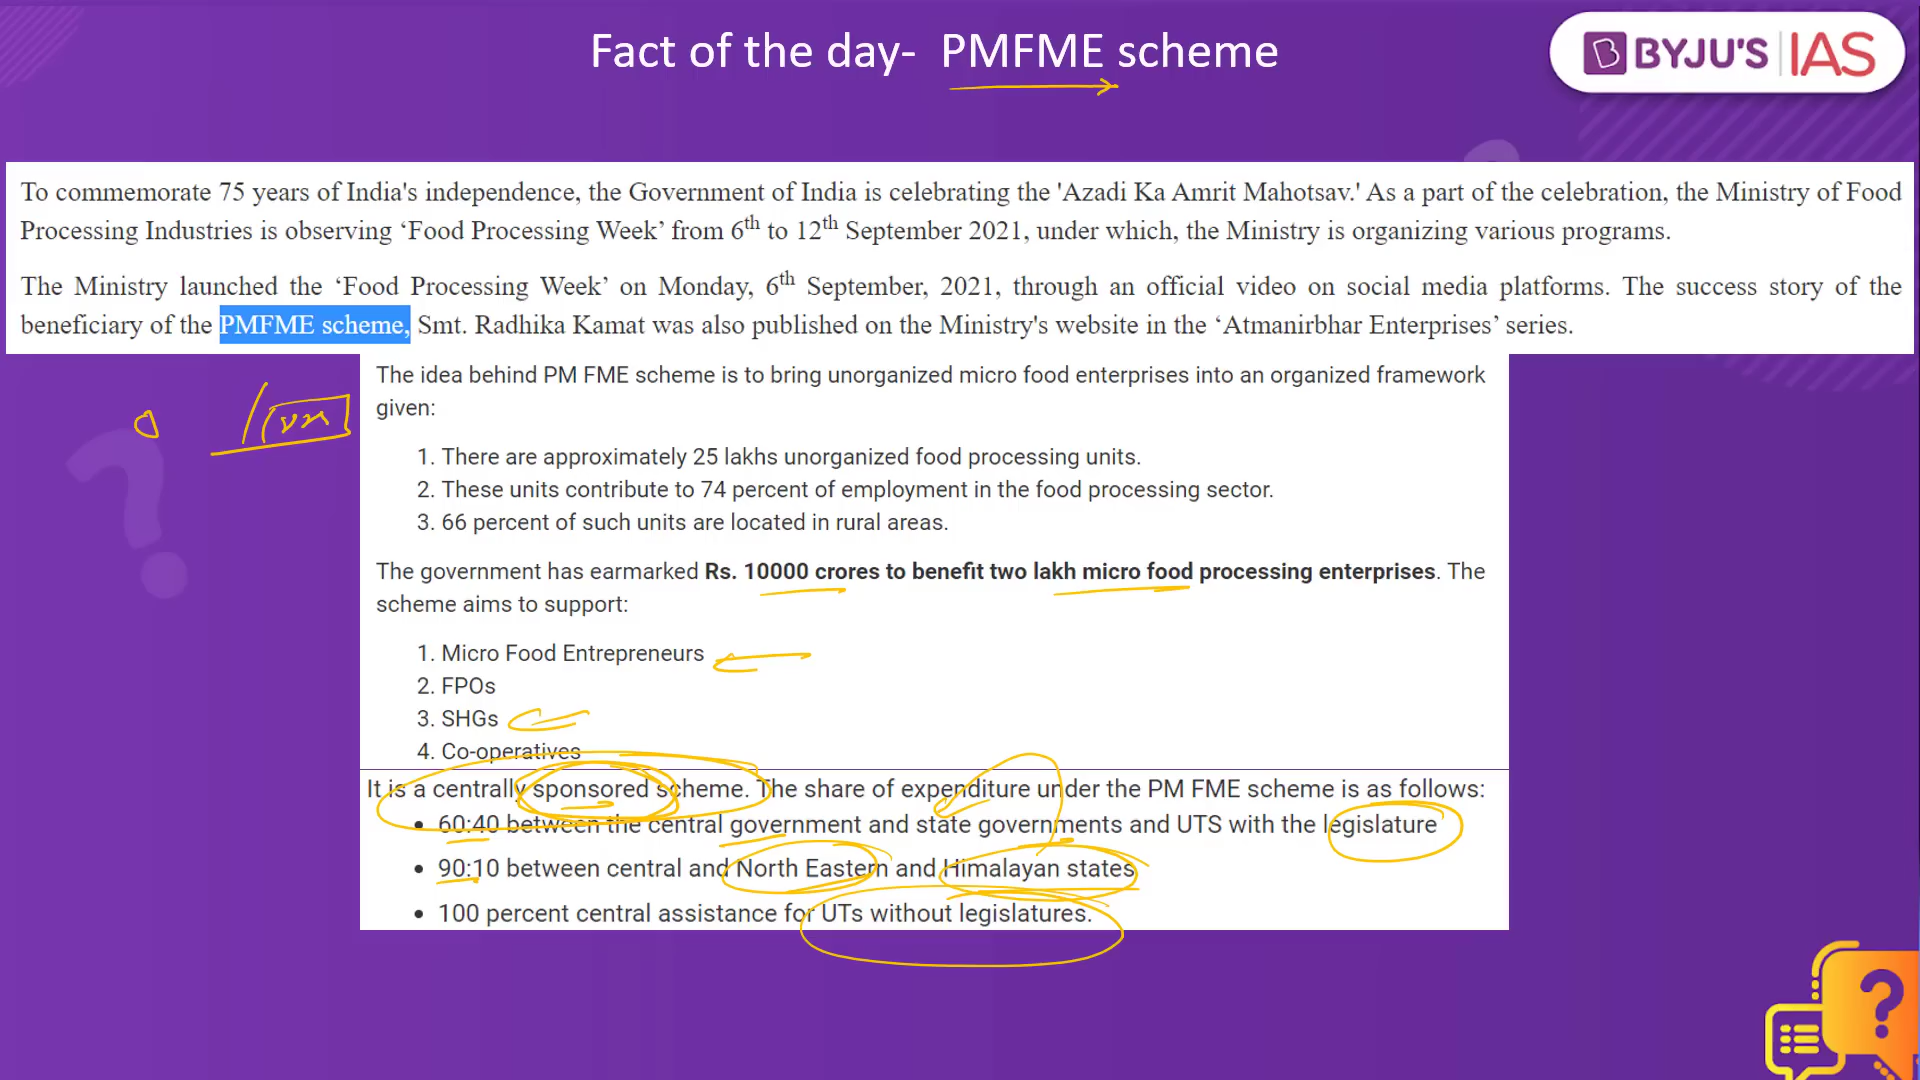 Fact of the day- PMFME scheme
BYJU'S IAS
To commemorate 75 years of India's independence, the Government of India is celebrating the 'Azadi Ka Amrit Mahotsav.' As a part of the celebration, the Ministry of Food
Processing Industries is observing ‘Food Processing Week’ from 6th to 12th September 2021, under which, the Ministry is organizing various programs.
The Ministry launched the ‘Food Processing Week’ on Monday, 6th September, 2021, through an official video on social media platforms. The success story of the
beneficiary of the PMFME scheme, Smt. Radhika Kamat was also published on the Ministry's website in the ‘Atmanirbhar Enterprises’ series.
The idea behind PM FME scheme is to bring unorganized micro food enterprises into an organized framework
given:
1. There are approximately 25 lakhs unorganized food processing units.
2. These units contribute to 74 percent of employment in the food processing sector.
3. 66 percent of such units are located in rural areas.
The government has earmarked Rs. 10000 crores to benefit two lakh micro food processing enterprises. The
scheme aims to support:
1. Micro Food Entrepreneurs
2. FPOs
3. SHGs
4. Co-operatives
It is a centrally sponsored scheme. The share of expenditure under the PM FME scheme is as follows:
• 60:40 between the central government and state governments and UTS with the legislature
• 90:10 between central and North Eastern and Himalayan states
• 100 percent central assistance for UTs without legislatures.